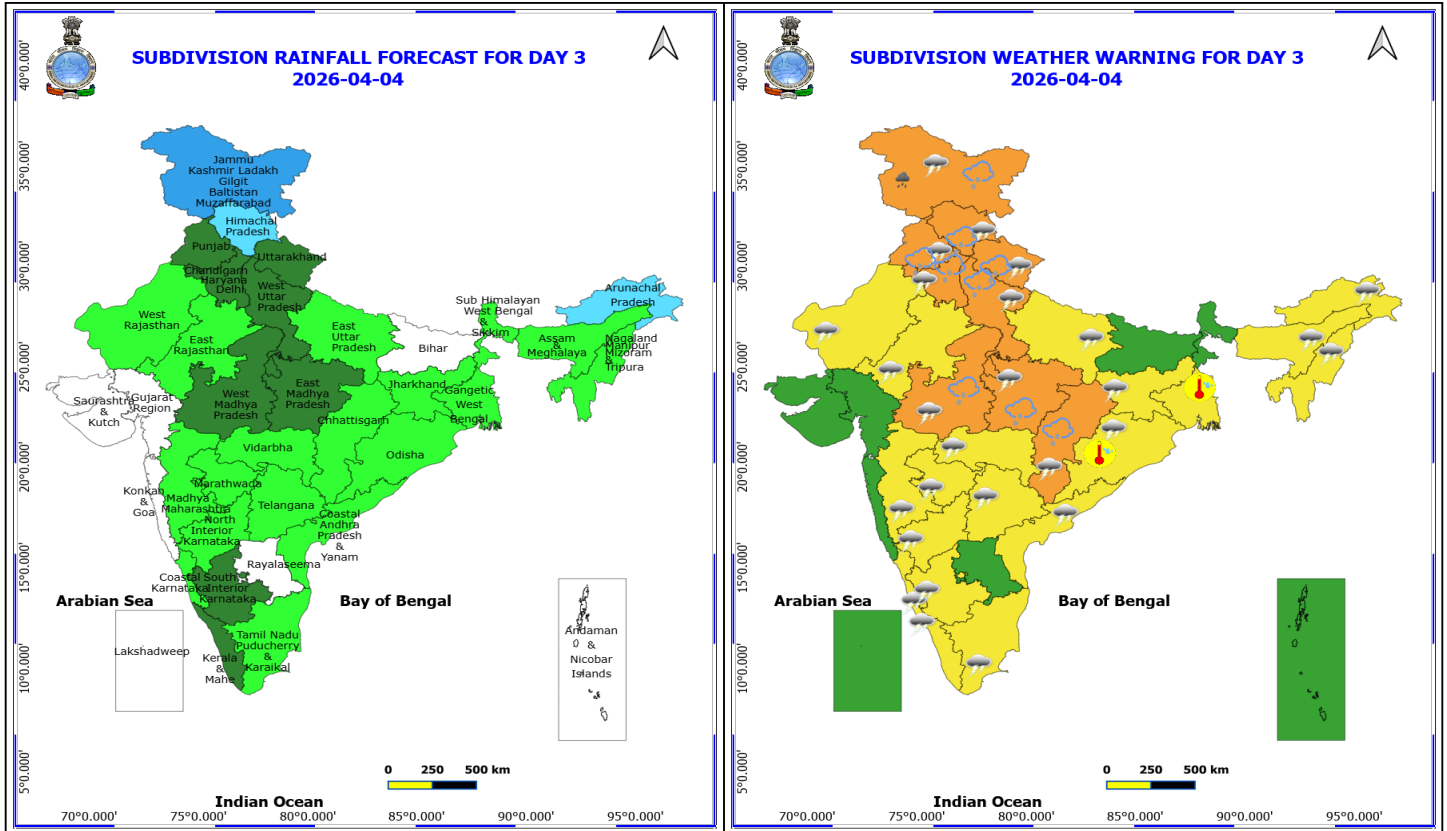 SUBDIVISION RAINFALL FORECAST FOR DAY 3
2026-04-04
40°0.000'
35°0.000'
30°0.000'
25°0.000'
20°0.000'
15°0.000'
10°0.000'
5°0.000'
Jammu
Kashmir Ladakh
Gilgit
Baltistan
Muzaffarabad
Himachal
Pradesh
Punjab
Uttarakhand
Chandigarh
Haryana
Delhi
West
Uttar
Pradesh
Arunachal
Pradesh
Sub Himalayan
West Bengal
&
Sikkim
West
Rajasthan
East
Rajasthan
East
Uttar
Pradesh
Bihar
Assam
&
Meghalaya
Nagaland
Manipur
Mizoram
&
Tripura
Saurashtra
&
Kutch
Gujarat
Region
West
Madhya
Pradesh
East
Madhya
Pradesh
Jharkhand
Gangetic
West
Bengal
Chhattisgarh
Vidarbha
Odisha
Konkan
&
Goa
Madhya
Maharashtra
Marathwada
Telangana
North
Interior
Karnataka
Coastal
Andhra
Pradesh
&
Yanam
Rayalaseema
Coastal
Karnataka
South
Interior
Karnataka
Arabian Sea
Bay of Bengal
Lakshadweep
Kerala
&
Mahe
Tamil Nadu
Puducherry
&
Karaikal
Andaman
&
Nicobar
Islands
0 250 500 km
Indian Ocean
70°0.000' 75°0.000' 80°0.000' 85°0.000' 90°0.000' 95°0.000'
SUBDIVISION WEATHER WARNING FOR DAY 3
2026-04-04
40°0.000'
35°0.000'
30°0.000'
25°0.000'
20°0.000'
15°0.000'
10°0.000'
5°0.000'
Arabian Sea
Bay of Bengal
0 250 500 km
Indian Ocean
70°0.000' 75°0.000' 80°0.000' 85°0.000' 90°0.000' 95°0.000'